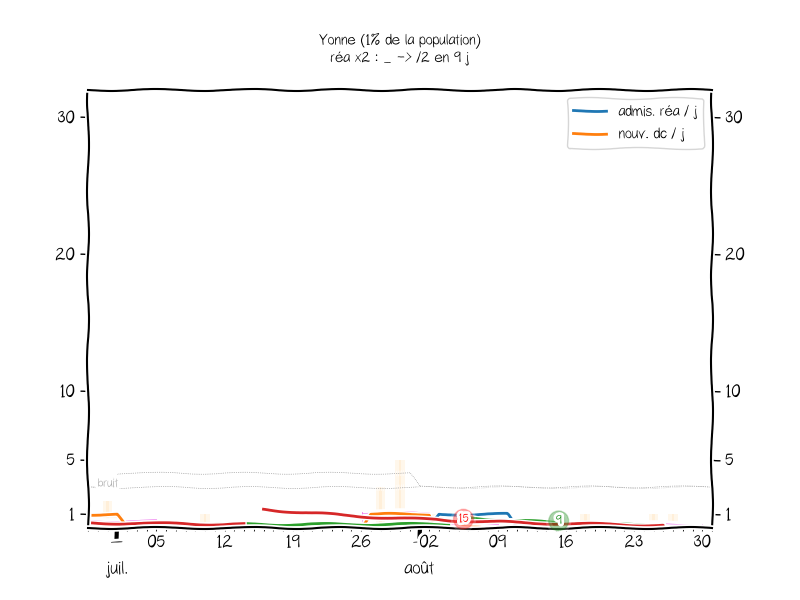 Yonne (1% de la population)
réa x2 : _ -> /2 en 9 j
admis. réa / j
nouv. dc / j
30 30
20 20
10 10
5 5
bruit
1 15 9 1
05 12 19 26 02 09 16 23 30
juil. août